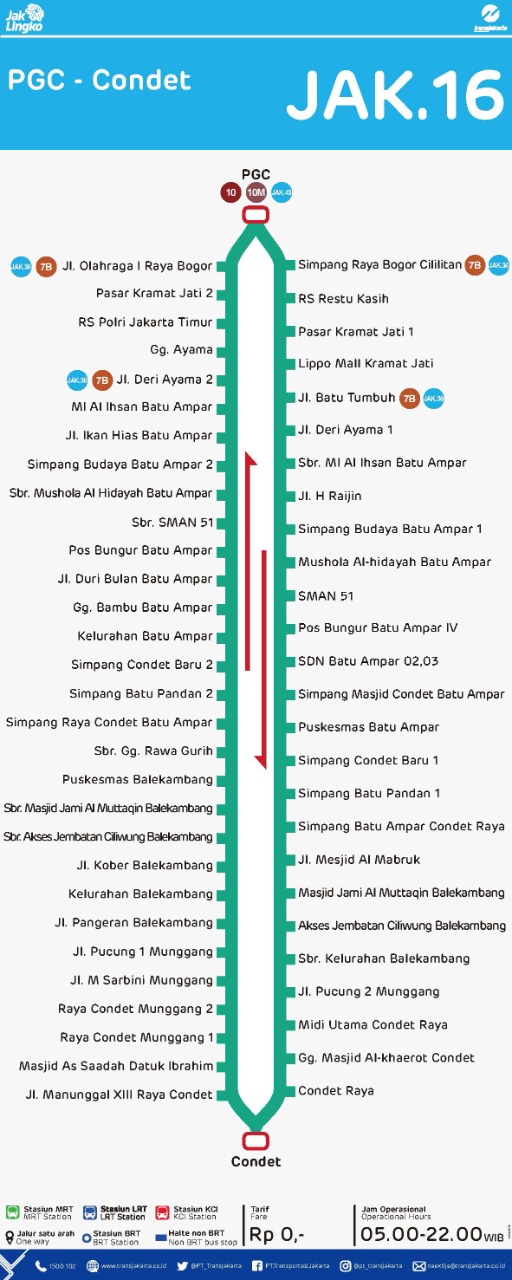 Jak
Lingko
transjakarta
PGC - Condet
JAK.16
PGC
10 10M JAK.43
JAK.36 7B Jl. Olahraga I Raya Bogor
Pasar Kramat Jati 2
RS Polri Jakarta Timur
Gg. Ayama
JAK.36 7B Jl. Deri Ayama 2
MI Al Ihsan Batu Ampar
Jl. Ikan Hias Batu Ampar
Simpang Budaya Batu Ampar 2
Sbr. Mushola Al Hidayah Batu Ampar
Sbr. SMAN 51
Pos Bungur Batu Ampar
Jl. Duri Bulan Batu Ampar
Gg. Bambu Batu Ampar
Kelurahan Batu Ampar
Simpang Condet Baru 2
Simpang Batu Pandan 2
Simpang Raya Condet Batu Ampar
Sbr. Gg. Rawa Gurih
Puskesmas Balekambang
Sbr. Masjid Jami Al Muttaqin Balekambang
Sbr. Akses Jembatan Ciliwung Balekambang
Jl. Kober Balekambang
Kelurahan Balekambang
Jl. Pangeran Balekambang
Jl. Pucung 1 Munggang
Jl. M Sarbini Munggang
Raya Condet Munggang 2
Raya Condet Munggang 1
Masjid As Saadah Datuk Ibrahim
Jl. Manunggal XIII Raya Condet
Simpang Raya Bogor Cililitan 7B JAK.36
RS Restu Kasih
Pasar Kramat Jati 1
Lippo Mall Kramat Jati
Jl. Batu Tumbuh 7B JAK.36
Jl. Deri Ayama 1
Sbr. MI Al Ihsan Batu Ampar
Jl. H Raijin
Simpang Budaya Batu Ampar 1
Mushola Al-hidayah Batu Ampar
SMAN 51
Pos Bungur Batu Ampar IV
SDN Batu Ampar 02,03
Simpang Masjid Condet Batu Ampar
Puskesmas Batu Ampar
Simpang Condet Baru 1
Simpang Batu Pandan 1
Simpang Batu Ampar Condet Raya
Jl. Mesjid Al Mabruk
Masjid Jami Al Muttaqin Balekambang
Akses Jembatan Ciliwung Balekambang
Sbr. Kelurahan Balekambang
Jl. Pucung 2 Munggang
Midi Utama Condet Raya
Gg. Masjid Al-khaerot Condet
Condet Raya
Condet
Stasiun MRT
MRT Station
Stasiun LRT
LRT Station
Stasiun KCI
KCI Station
Jalur satu arah
One way
Stasiun BRT
BRT Station
Halte non BRT
Non BRT bus stop
Tarif
Fare
Rp 0,-
Jam Operasional
Operational Hours
05.00-22.00 WIB
1500 102
www.transjakarta.co.id
@PT_Transjakarta
PTTransportasiJakarta
@pt_transjakarta